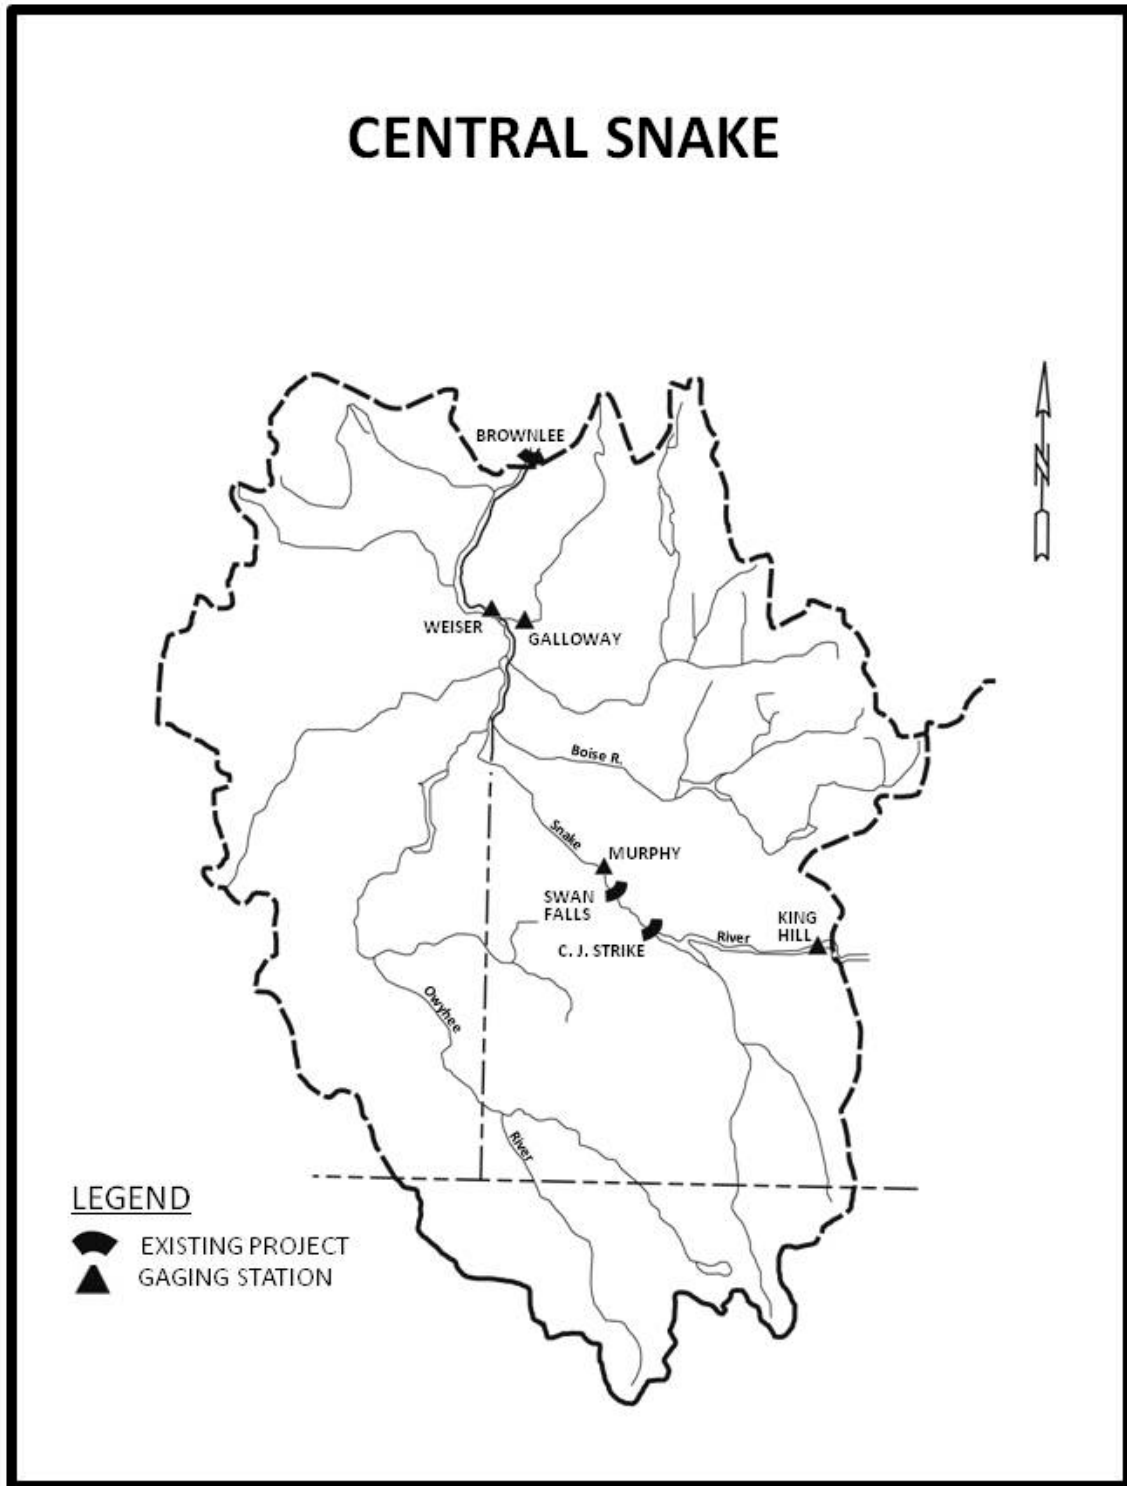 CENTRAL SNAKE
N
BROWNLEE
WEISER
GALLOWAY
Boise R.
Snake
MURPHY
SWAN
FALLS
C. J. STRIKE
River
KING
HILL
Owyhee
River
LEGEND
EXISTING PROJECT
GAGING STATION